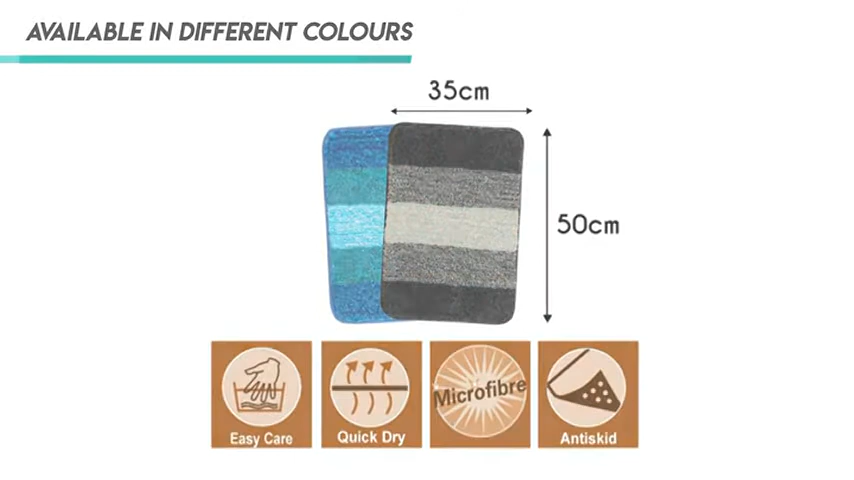 AVAILABLE IN DIFFERENT COLOURS
35cm
50cm
Easy Care
Quick Dry
Microfibre
Antiskid